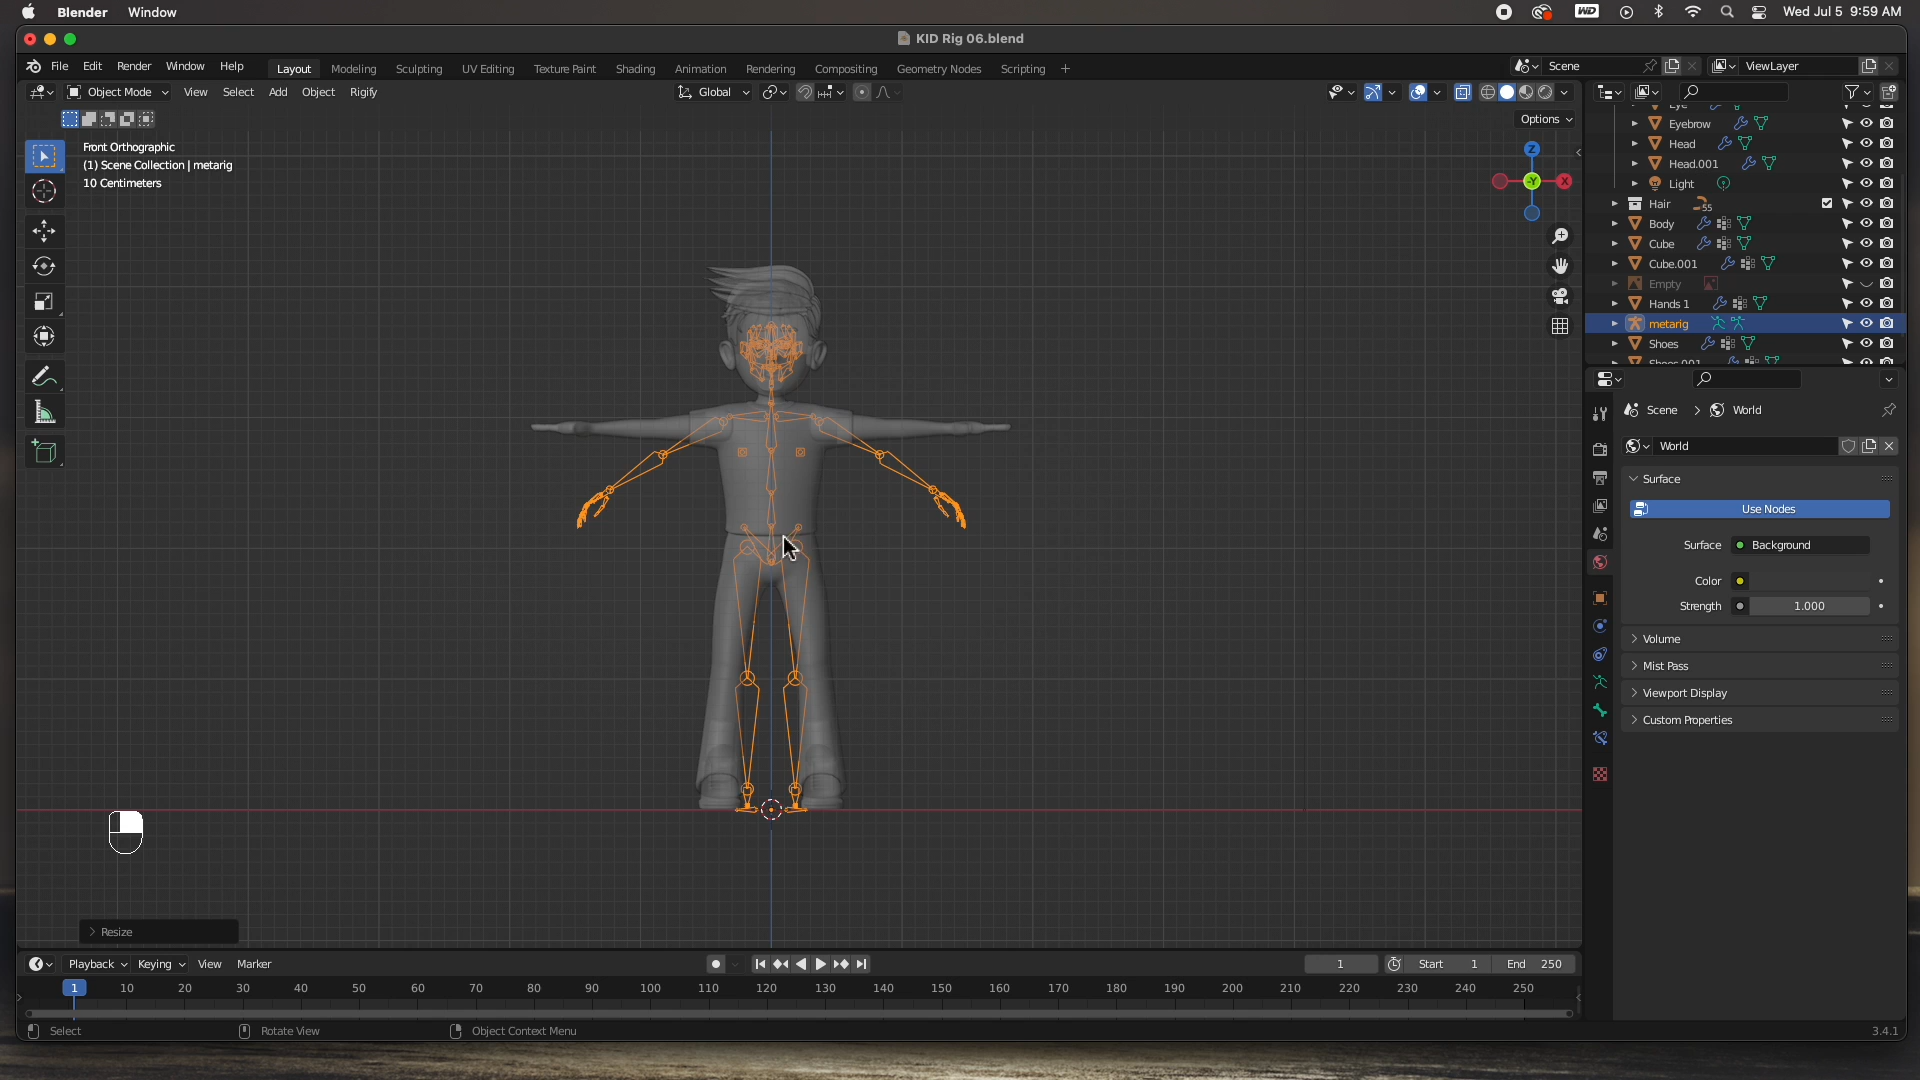 Blender Window
WD
Wed Jul 5 9:59 AM
KID Rig 06.blend
File Edit Render Window Help
Layout Modeling Sculpting UV Editing Texture Paint Shading Animation Rendering Compositing Geometry Nodes Scripting +
Scene
ViewLayer
Object Mode View Select Add Object Rigify
Global
Options
Front Orthographic
(1) Scene Collection | metarig
10 Centimeters
Z
-Y
X
Eye
Eyebrow
Head
Head.001
Light
Hair
55
Body
Cube
Cube.001
Empty
Hands 1
metarig
Shoes
Shoes.001
Scene > World
World
Surface
Use Nodes
Surface Background
Color
Strength 1.000
Volume
Mist Pass
Viewport Display
Custom Properties
Resize
Playback Keying View Marker
1
Start 1
End 250
1 10 20 30 40 50 60 70 80 90 100 110 120 130 140 150 160 170 180 190 200 210 220 230 240 250
Select
Rotate View
Object Context Menu
3.4.1